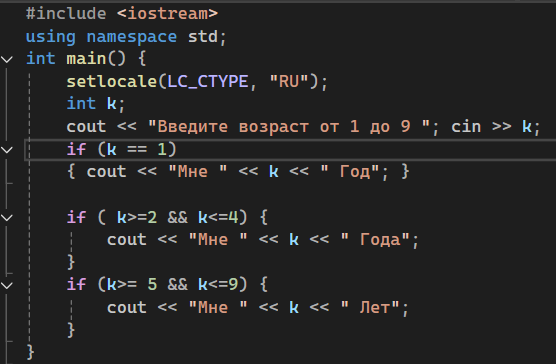 #include <iostream>
using namespace std;
int main() {
setlocale(LC_CTYPE, "RU");
int k;
cout << "Введите возраст от 1 до 9 "; cin >> k;
if (k == 1)
{ cout << "Мне " << k << " Год"; }
if ( k>=2 && k<=4) {
cout << "Мне " << k << " Года";
}
if (k>= 5 && k<=9) {
cout << "Мне " << k << " Лет";
}
}